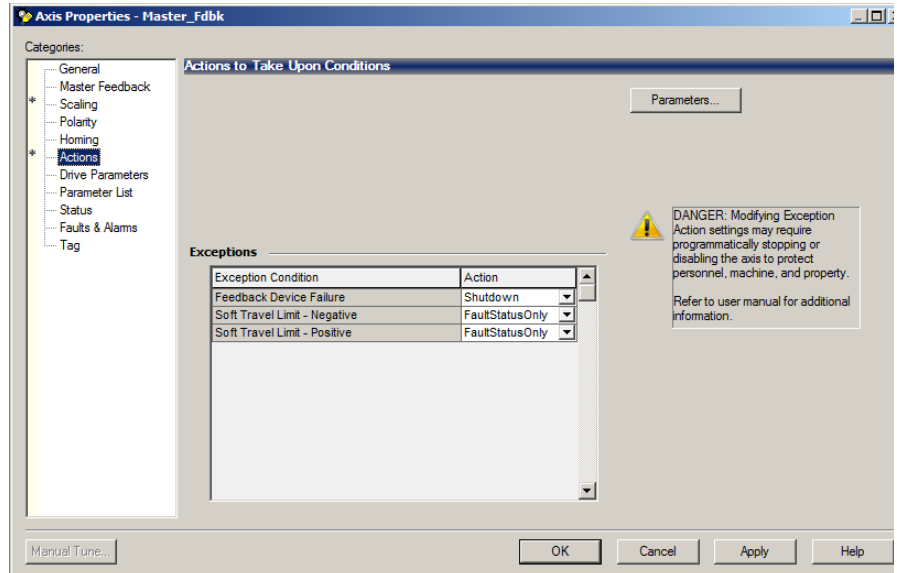 Axis Properties - Master_Fdbk
Categories:
General
Master Feedback
* Scaling
Polarity
Homing
* Actions
Drive Parameters
Parameter List
Status
Faults & Alarms
Tag
Actions to Take Upon Conditions
Parameters...
DANGER: Modifying Exception
Action settings may require
programmatically stopping or
disabling the axis to protect
personnel, machine, and property.
Refer to user manual for additional
information.
Exceptions
Exception Condition Action
Feedback Device Failure Shutdown
Soft Travel Limit - Negative FaultStatusOnly
Soft Travel Limit - Positive FaultStatusOnly
Manual Tune... OK Cancel Apply Help